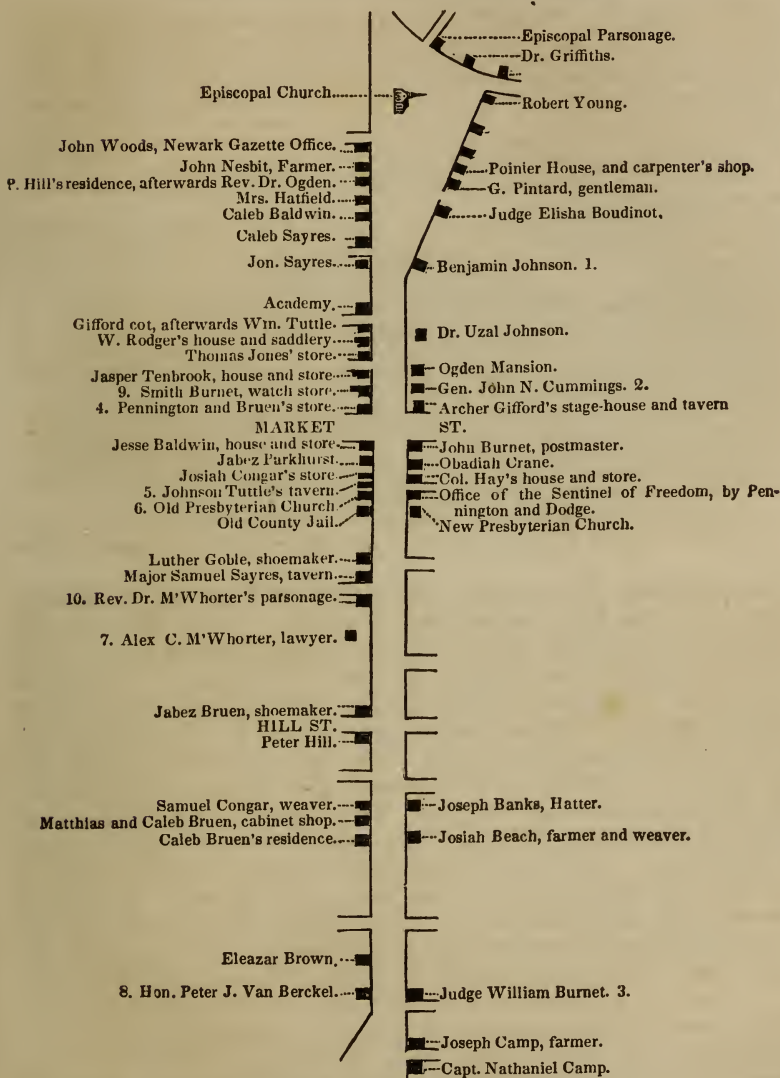 Episcopal Parsonage.
Dr. Griffiths.
Episcopal Church
Robert Young.
John Woods, Newark Gazette Office.
John Nesbit, Farmer.
P. Hill's residence, afterwards Rev. Dr. Ogden.
Mrs. Hatfield.
Caleb Baldwin.
Caleb Sayres.
Jon. Sayres.
Academy.
Gifford cot, afterwards Wm. Tuttle.
W. Rodger's house and saddlery
Thomas Jones' store.
Jasper Tenbrook, house and store
9. Smith Burnet, watch store.
4. Pennington and Bruen's store.
MARKET
Jesse Baldwin, house and store.
Jabez Parkhurst.
Josiah Congar's store
5. Johnson Tuttle's tavern.
6. Old Presbyterian Church
Old County Jail.
Luther Goble, shoemaker.
Major Samuel Sayres, tavern.
10. Rev. Dr. M'Whorter's parsonage.
7. Alex C. M'Whorter, lawyer.
Jabez Bruen, shoemaker.
HILL ST.
Peter Hill.
Samuel Congar, weaver.
Matthias and Caleb Bruen, cabinet shop.
Caleb Bruen's residence.
Eleazar Brown.
8. Hon. Peter J. Van Berckel.
Poinier House, and carpenter's shop.
G. Pintard, gentleman.
Judge Elisha Boudinot.
Benjamin Johnson. 1.
Dr. Uzal Johnson.
Ogden Mansion.
Gen. John N. Cummings. 2.
Archer Gifford's stage-house and tavern
ST.
John Burnet, postmaster.
Obadiah Crane.
Col. Hay's house and store.
Office of the Sentinel of Freedom, by Pen-
nington and Dodge.
New Presbyterian Church.
Joseph Banks, Hatter.
Josiah Beach, farmer and weaver.
Judge William Burnet. 3.
Joseph Camp, farmer.
Capt. Nathaniel Camp.